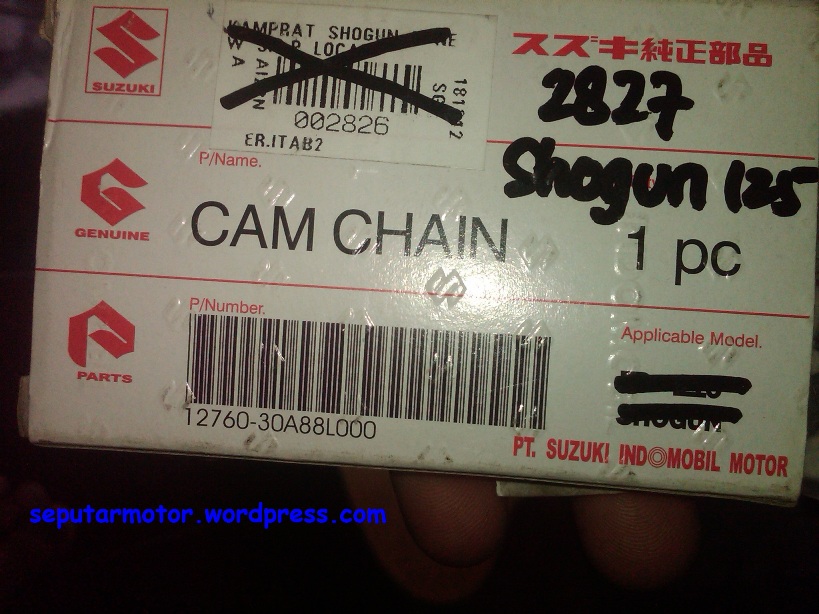 SUZUKI
KAMPRAT SHOGUN
002826
ER.ITAB2
スズキ純正部品
2827
Shogun 125
P/Name.
GENUINE
CAM CHAIN
1 pc
P/Number.
PARTS
12760-30A88L000
Applicable Model.
SHOGUN
PT. SUZUKI INDOMOBIL MOTOR
seputarmotor.wordpress.com